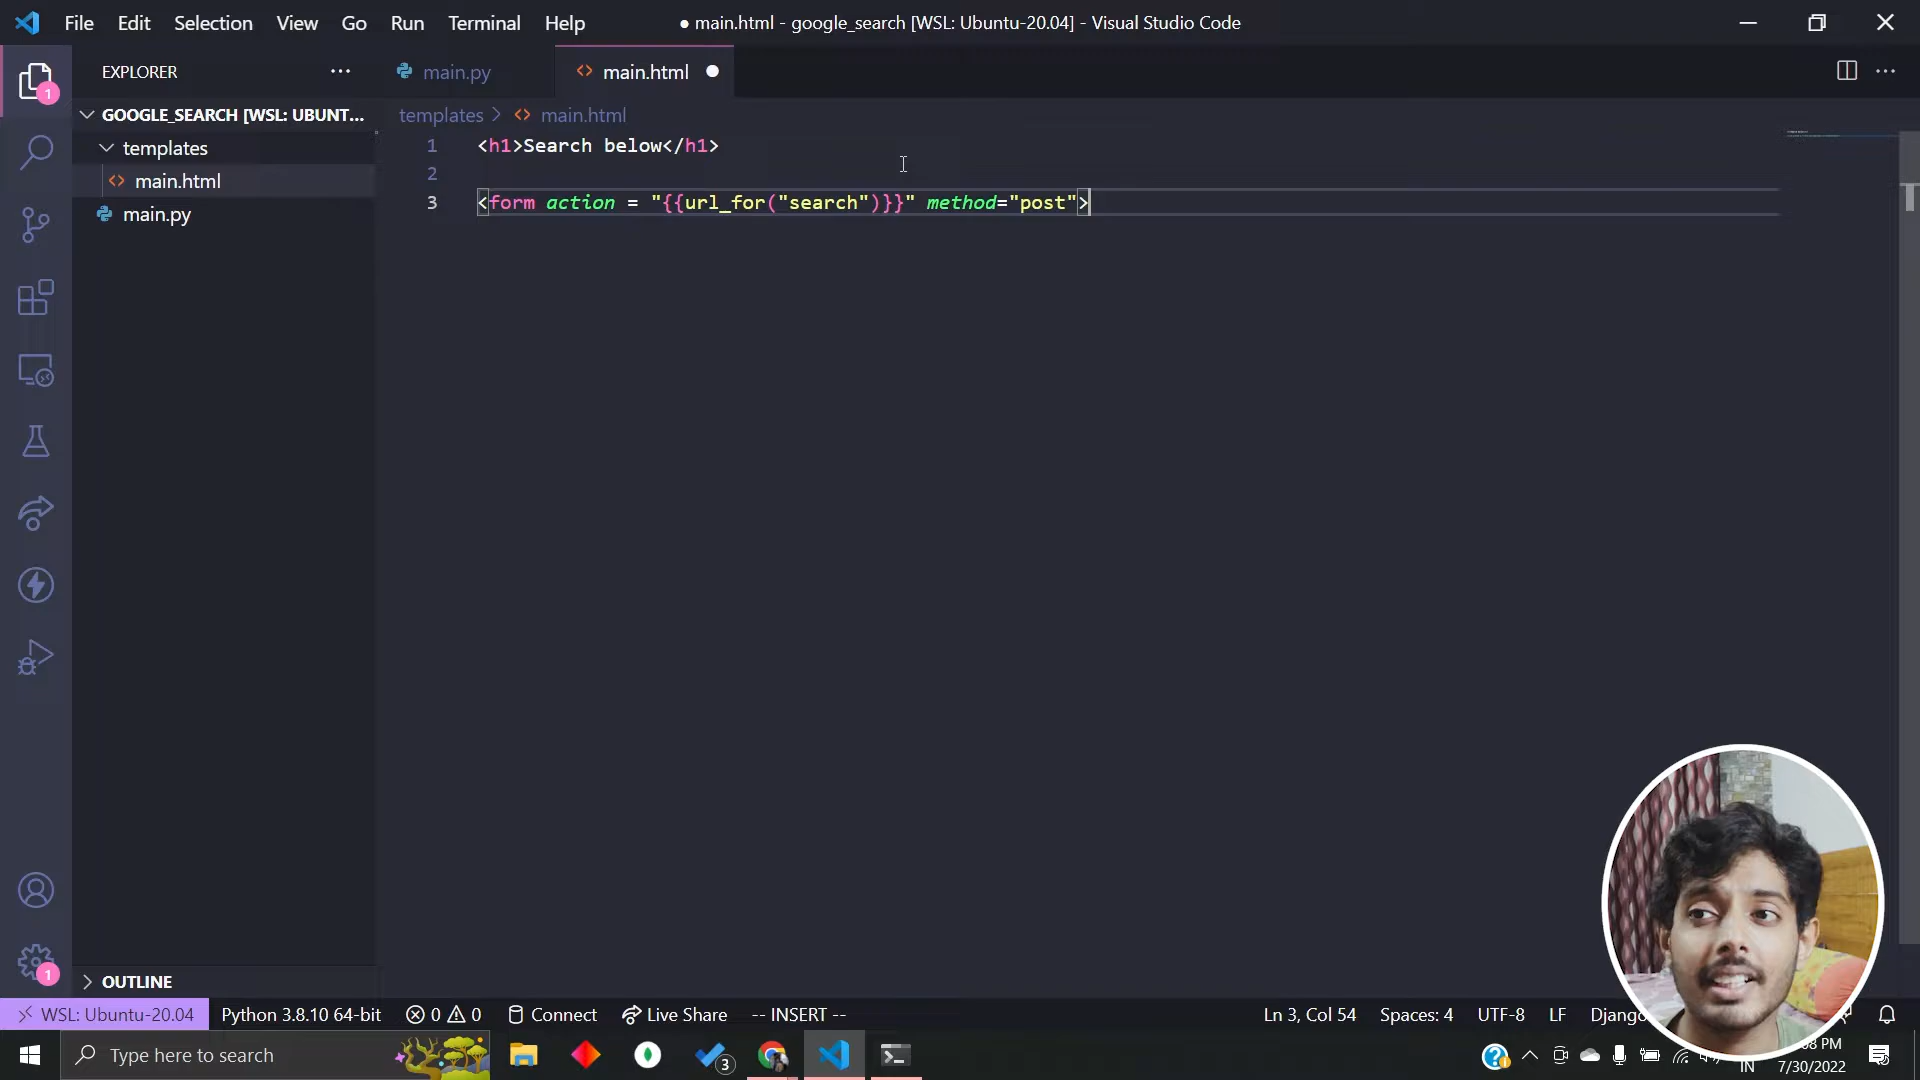 File Edit Selection View Go Run Terminal Help
● main.html - google_search [WSL: Ubuntu-20.04] - Visual Studio Code
EXPLORER
1
GOOGLE_SEARCH [WSL: UBUNT...
templates
main.html
main.py
OUTLINE
1
main.py
main.html
templates > main.html
1 <h1>Search below</h1>
2
3 <form action = "{{url_for("search")}}" method="post">
WSL: Ubuntu-20.04 Python 3.8.10 64-bit 0 0 Connect Live Share -- INSERT -- Ln 3, Col 54 Spaces: 4 UTF-8 LF
Type here to search
3
IN
7/30/2022